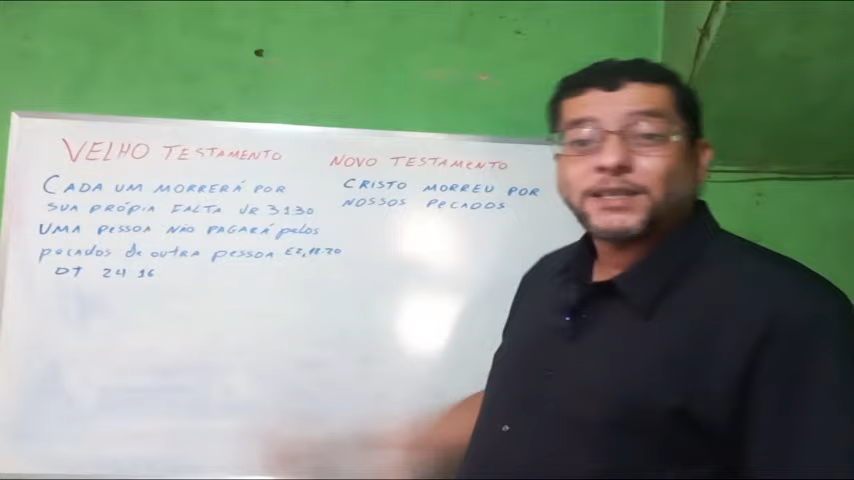 VELHO TESTAMENTO
CADA UM MORRERÁ POR
SUA PRÓPIA FALTA JR 31 30
UMA PESSOA NÃO PAGARÁ pelos
pecados de outra pessoa EZ, 18.20
DT 24 16
NOVO TESTAMENTO
CRISTO MORREU POR
NOSSOS PECADOS